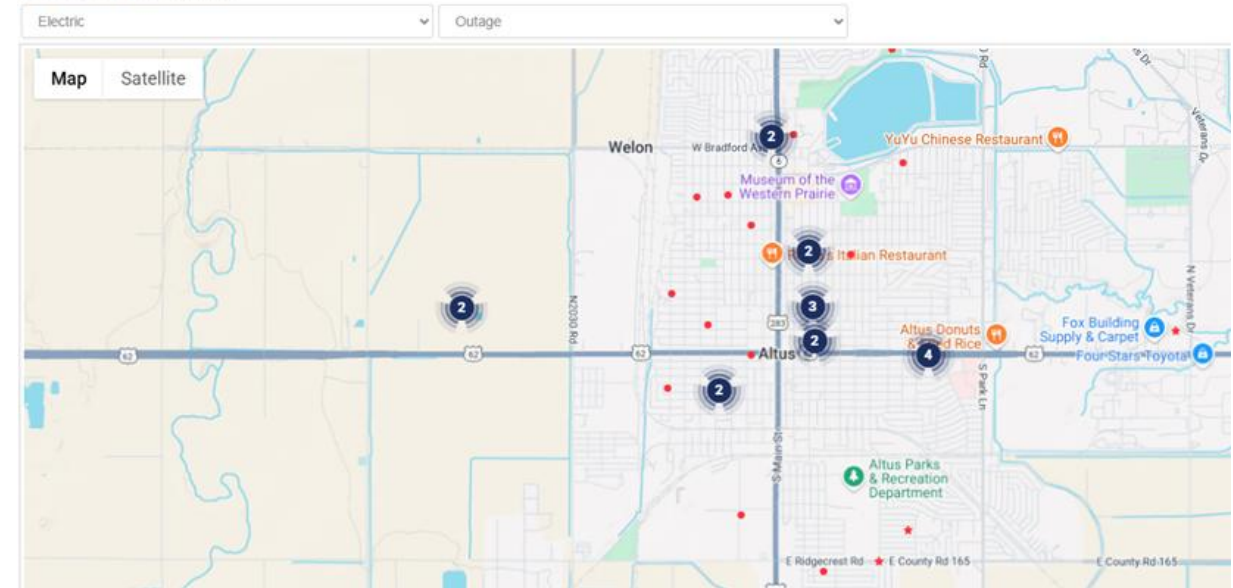 Electric
Outage
Map
Satellite
Welon
W Bradford
2
6
YuYu Chinese Restaurant
Veterans Dr
Museum of the
Western Prairie
2
Italian Restaurant
N Veterans Dr
2
3
N2030 Rd
283
2
Altus Donuts
Rice
Fox Building
Supply & Carpet
62
62
62
Altus
4
62
Four Stars Toyota
2
S Park Ln
S Main St
Altus Parks
& Recreation
Department
E Ridgecrest Rd
E County Rd 165
E County Rd 165